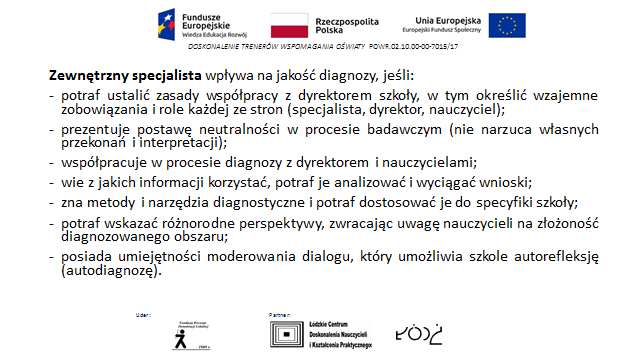 Fundusze
Europejskie
Wiedza Edukacja Rozwój
Rzeczpospolita
Polska
Unia Europejska
Europejski Fundusz Społeczny
DOSKONALENIE TRENERÓW WSPOMAGANIA OŚWIATY POWR.02.10.00-00-7015/17
Zewnętrzny specjalista wpływa na jakość diagnozy, jeśli:
- potraf ustalić zasady współpracy z dyrektorem szkoły, w tym określić wzajemne
zobowiązania i role każdej ze stron (specjalista, dyrektor, nauczyciel);
- prezentuje postawę neutralności w procesie badawczym (nie narzuca własnych
przekonań i interpretacji);
- współpracuje w procesie diagnozy z dyrektorem i nauczycielami;
- wie z jakich informacji korzystać, potraf je analizować i wyciągać wnioski;
- zna metody i narzędzia diagnostyczne i potraf dostosować je do specyfiki szkoły;
- potraf wskazać różnorodne perspektywy, zwracając uwagę nauczycieli na złożoność
diagnozowanego obszaru;
- posiada umiejętności moderowania dialogu, który umożliwia szkole autorefleksję
(autodiagnozę).
Lider:
Partner:
Fundacja Rozwoju
Demokracji Lokalnej
1989 r.
Łódzkie Centrum
Doskonalenia Nauczycieli
i Kształcenia Praktycznego
ŁÓDŹ